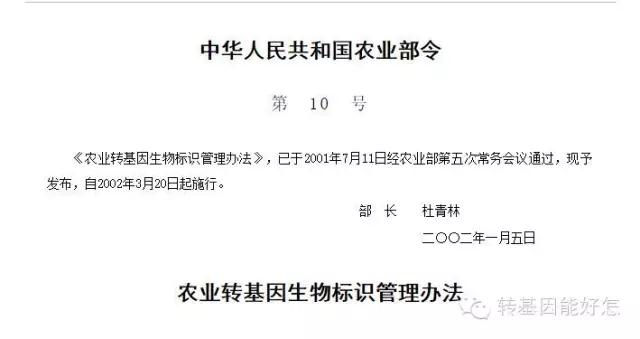 中华人民共和国农业部令
第 10 号
《农业转基因生物标识管理办法》，已于2001年7月11日经农业部第五次常务会议通过，现予
发布，自2002年3月20日起施行。
部 长 杜青林
二〇〇二年一月五日
农业转基因生物标识管理办法
转基因能好怎